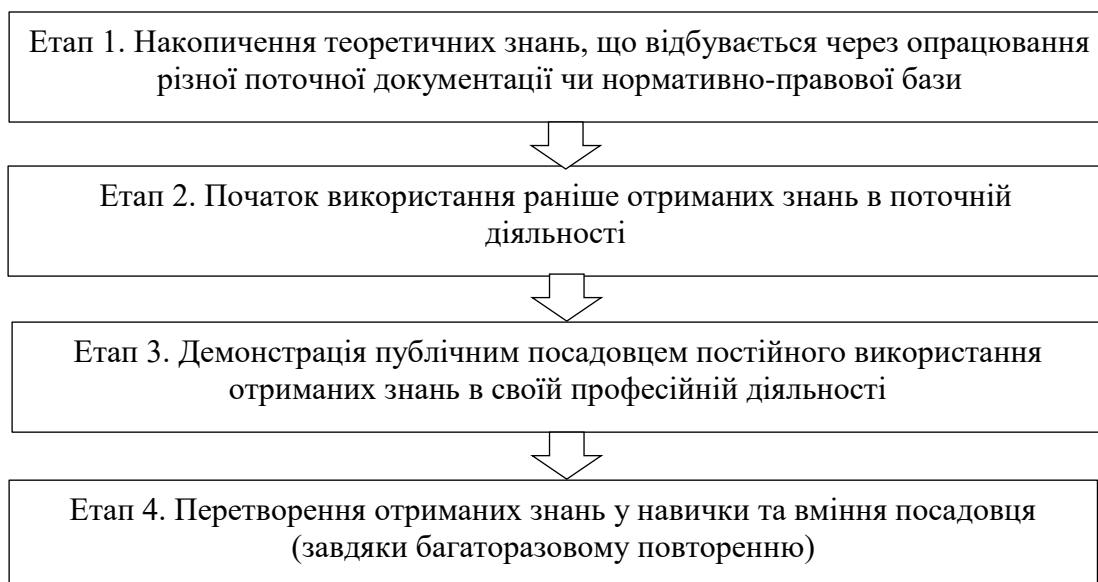 Етап 1. Накопичення теоретичних знань, що відбувається через опрацювання
різної поточної документації чи нормативно-правової бази
Етап 2. Початок використання раніше отриманих знань в поточній
діяльності
Етап 3. Демонстрація публічним посадовцем постійного використання
отриманих знань в своїй професійній діяльності
Етап 4. Перетворення отриманих знань у навички та вміння посадовця
(завдяки багаторазовому повторенню)